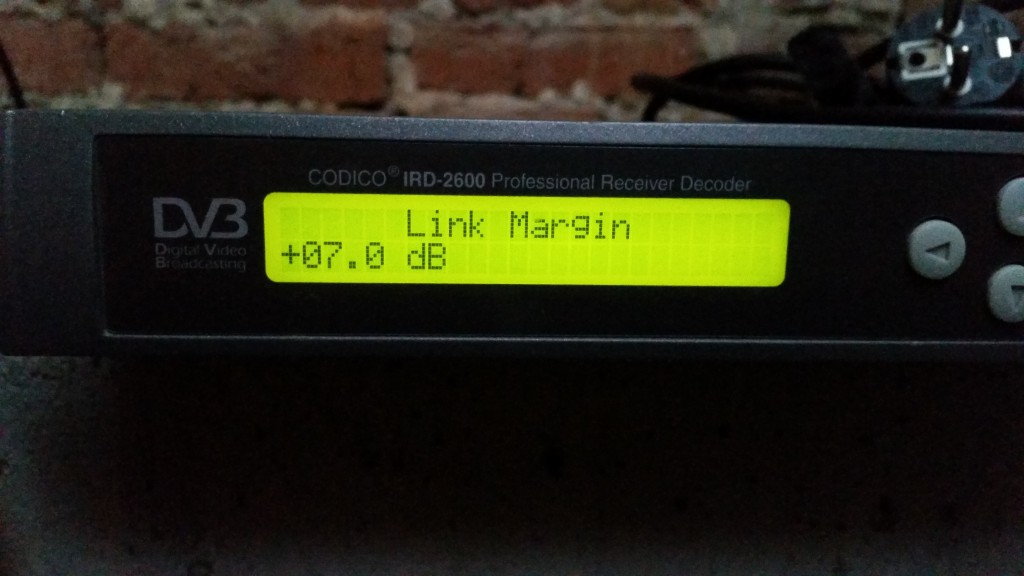 CODICO® IRD-2600 Professional Receiver Decoder
DVB
Digital Video
Broadcasting
Link Margin
+07.0 dB